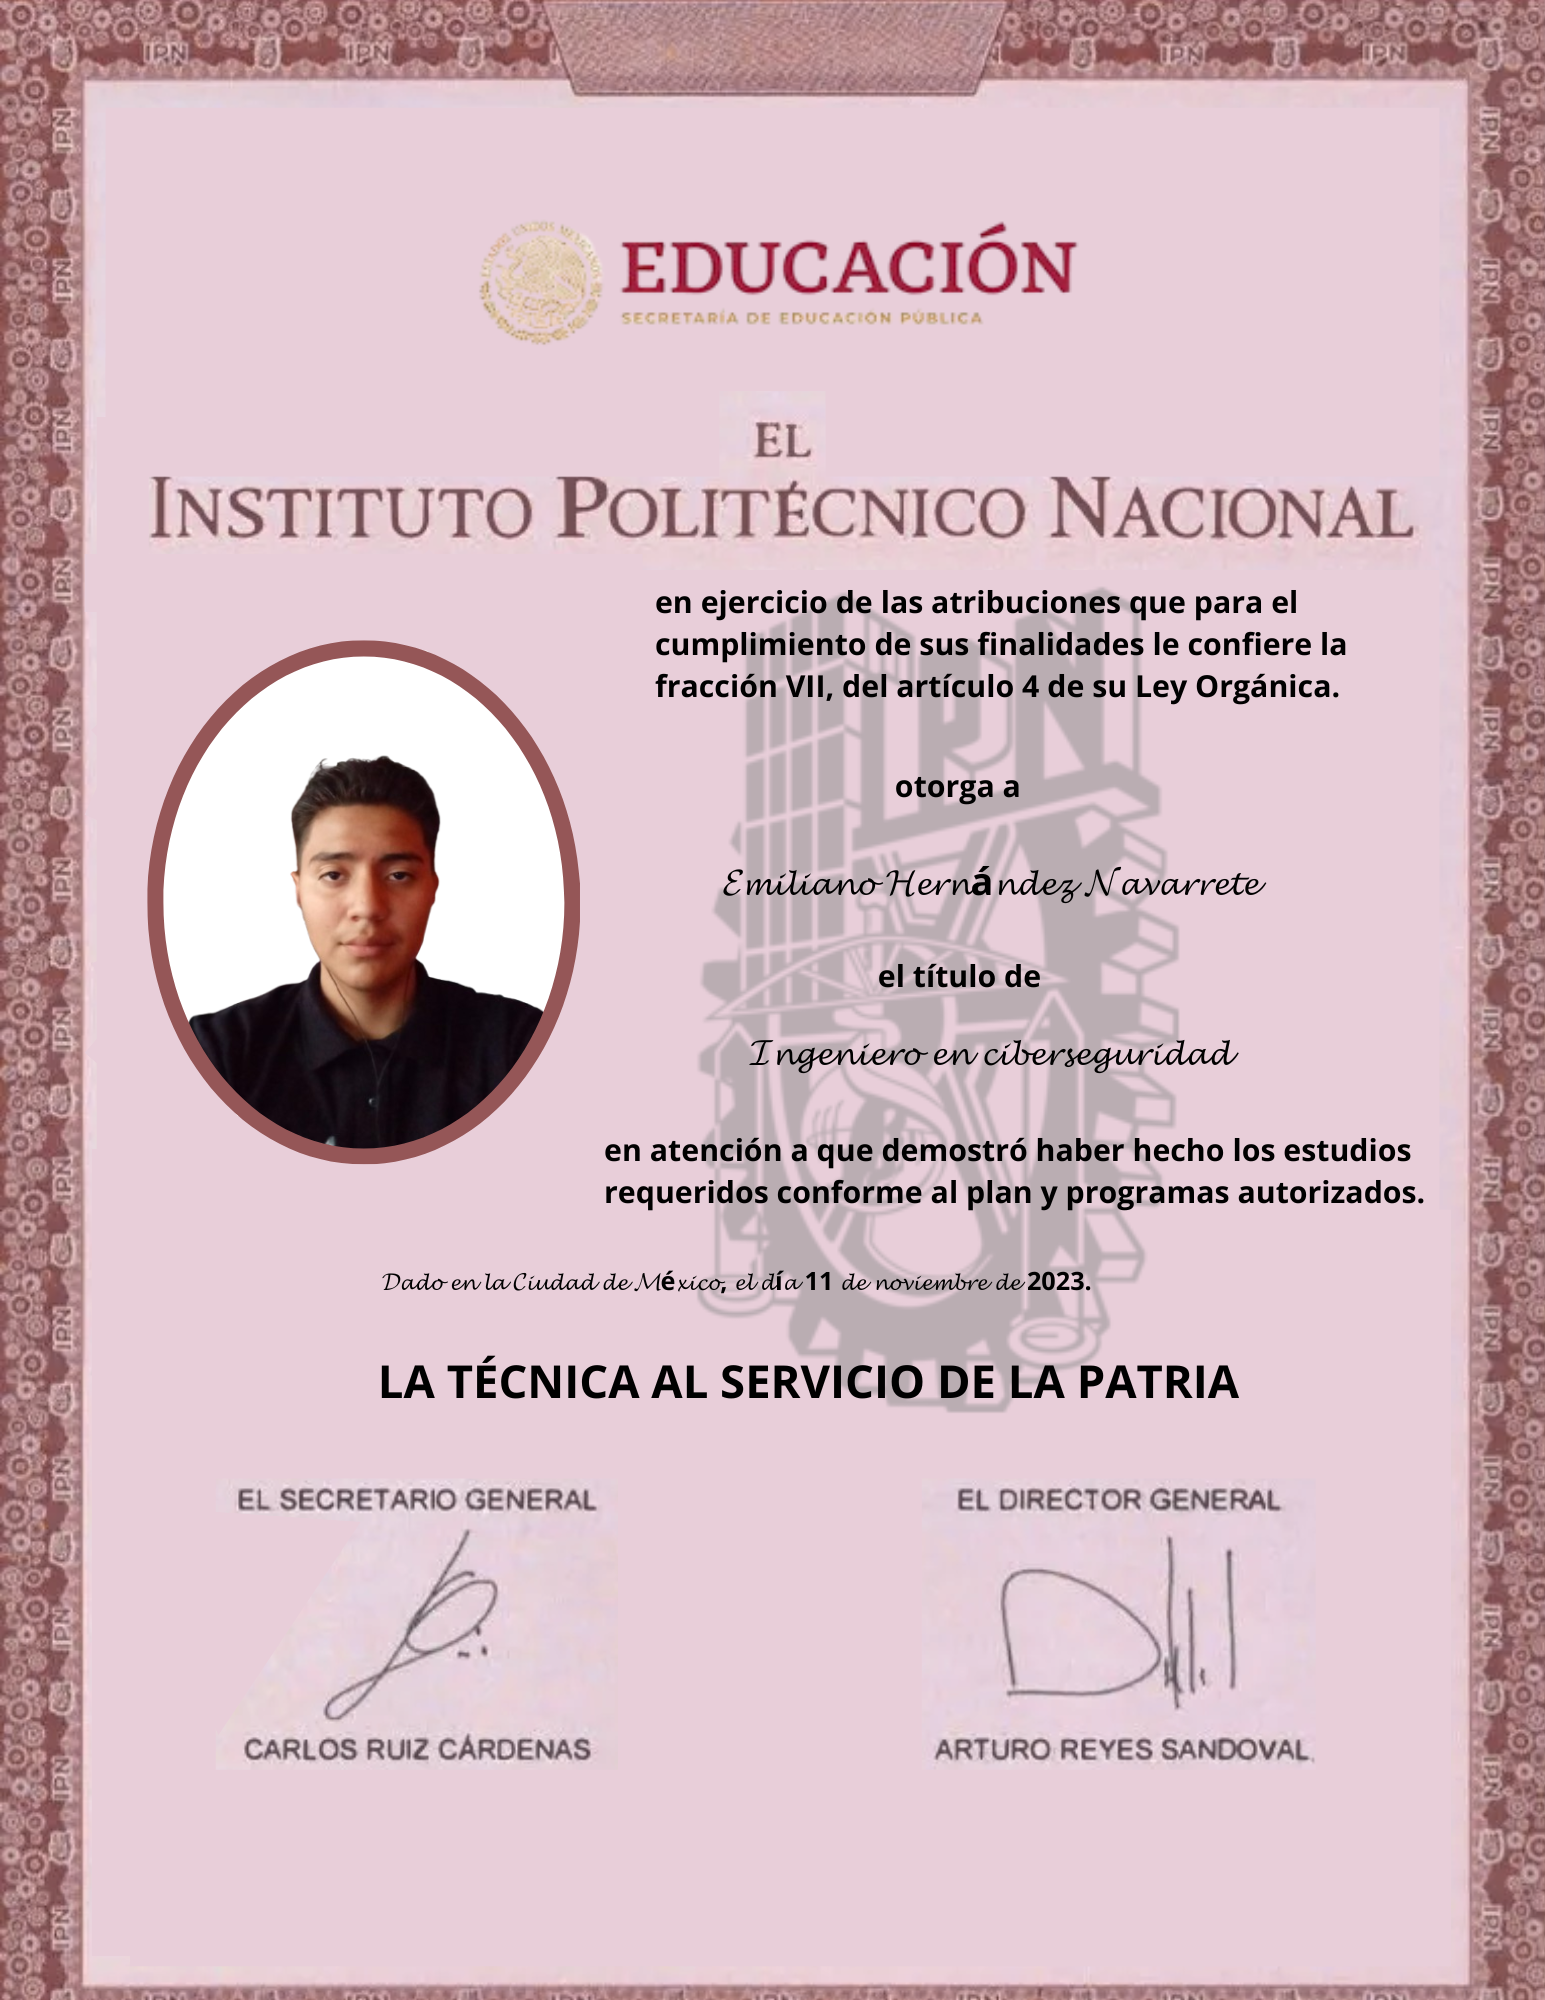 ESTADOS UNIDOS MEXICANOS
EDUCACIÓN
SECRETARÍA DE EDUCACIÓN PÚBLICA
EL
INSTITUTO POLITÉCNICO NACIONAL
en ejercicio de las atribuciones que para el
cumplimiento de sus finalidades le confiere la
fracción VII, del artículo 4 de su Ley Orgánica.
IPN
otorga a
Emiliano Hernández Navarrete
el título de
Ingeniero en ciberseguridad
en atención a que demostró haber hecho los estudios
requeridos conforme al plan y programas autorizados.
Dado en la Ciudad de México, el día 11 de noviembre de 2023.
LA TÉCNICA AL SERVICIO DE LA PATRIA
EL SECRETARIO GENERAL
EL DIRECTOR GENERAL
CARLOS RUIZ CÁRDENAS
ARTURO REYES SANDOVAL